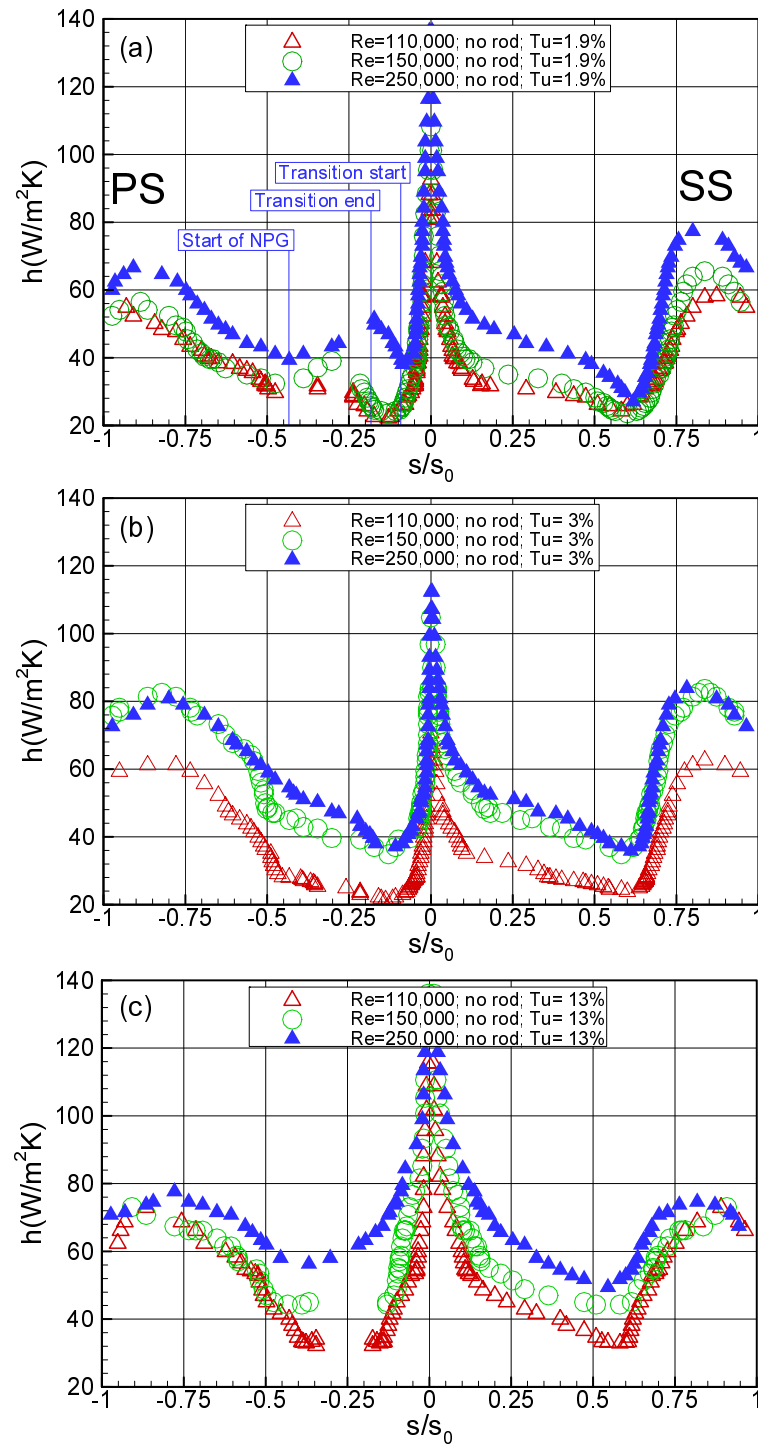 140
(a)
Re=110,000; no rod; Tu=1.9%
Re=150,000; no rod; Tu=1.9%
Re=250,000; no rod; Tu=1.9%
120
100
Transition start
PS
SS
Transition end
80
Start of NPG
h(W/m²K)
60
40
20
-1 -0.75 -0.5 -0.25 0 0.25 0.5 0.75 1
s/s₀
140
(b)
Re=110,000; no rod; Tu= 3%
Re=150,000; no rod; Tu= 3%
Re=250,000; no rod; Tu= 3%
120
100
80
h(W/m²K)
60
40
20
-1 -0.75 -0.5 -0.25 0 0.25 0.5 0.75 1
s/s₀
140
(c)
Re=110,000; no rod; Tu= 13%
Re=150,000; no rod; Tu= 13%
Re=250,000; no rod; Tu= 13%
120
100
80
h(W/m²K)
60
40
20
-1 -0.75 -0.5 -0.25 0 0.25 0.5 0.75 1
s/s₀